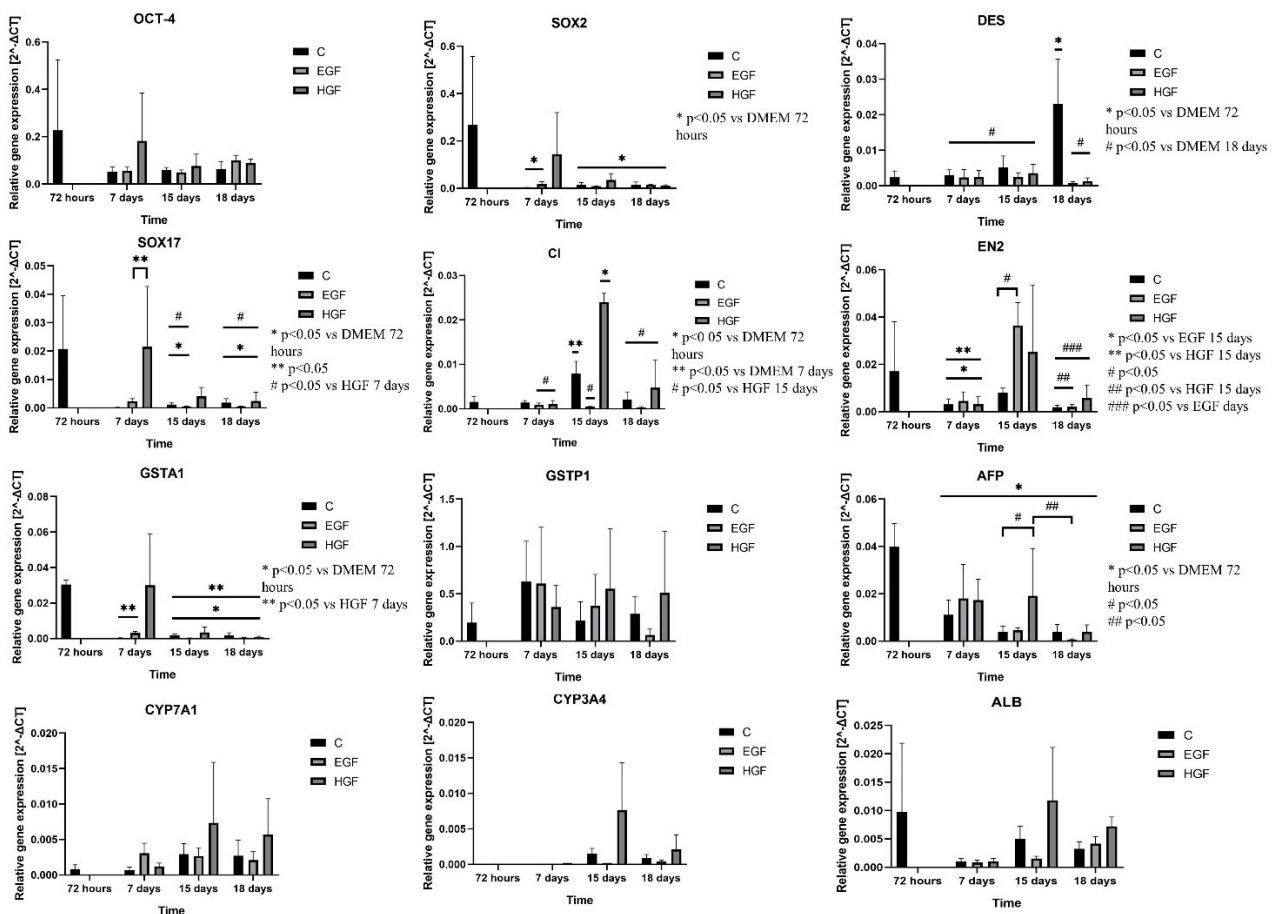 OCT-4
Relative gene expression [2^-ΔCT]
0.6
0.4
0.2
0.0
72 hours 7 days 15 days 18 days
Time
C
EGF
HGF
SOX2
Relative gene expression [2^-ΔCT]
0.6
0.4
0.2
0.0
* *
72 hours 7 days 15 days 18 days
Time
C
EGF
HGF
* p<0.05 vs DMEM 72
hours
DES
Relative gene expression [2^-ΔCT]
0.04
0.03
0.02
0.01
0.00
# * #
72 hours 7 days 15 days 18 days
Time
C
EGF
HGF
* p<0.05 vs DMEM 72
hours
# p<0.05 vs DMEM 18 days
SOX17
Relative gene expression [2^-ΔCT]
0.05
0.04
0.03
0.02
0.01
0.00
**
# #
* *
72 hours 7 days 15 days 18 days
Time
C
EGF
HGF
* p<0.05 vs DMEM 72
hours
** p<0.05
# p<0.05 vs HGF 7 days
CI
Relative gene expression [2^-ΔCT]
0.03
0.02
0.01
0.00
# ** # * #
72 hours 7 days 15 days 18 days
Time
C
EGF
HGF
* p<0.05 vs DMEM 72
hours
** p<0.05 vs DMEM 7 days
# p<0.05 vs HGF 15 days
EN2
Relative gene expression [2^-ΔCT]
0.06
0.04
0.02
0.00
#
** ###
* ##
72 hours 7 days 15 days 18 days
Time
C
EGF
HGF
* p<0.05 vs EGF 15 days
** p<0.05 vs HGF 15 days
# p<0.05
## p<0.05 vs HGF 15 days
### p<0.05 vs EGF days
GSTA1
Relative gene expression [2^-ΔCT]
0.08
0.06
0.04
0.02
0.00
** **
*
72 hours 7 days 15 days 18 days
Time
C
EGF
HGF
* p<0.05 vs DMEM 72
hours
** p<0.05 vs HGF 7 days
GSTP1
Relative gene expression [2^-ΔCT]
1.5
1.0
0.5
0.0
72 hours 7 days 15 days 18 days
Time
C
EGF
HGF
AFP
Relative gene expression [2^-ΔCT]
0.06
0.04
0.02
0.00
*
# ##
72 hours 7 days 15 days 18 days
Time
C
EGF
HGF
* p<0.05 vs DMEM 72
hours
# p<0.05
## p<0.05
CYP7A1
Relative gene expression [2^-ΔCT]
0.020
0.015
0.010
0.005
0.000
72 hours 7 days 15 days 18 days
Time
C
EGF
HGF
CYP3A4
Relative gene expression [2^-ΔCT]
0.020
0.015
0.010
0.005
0.000
72 hours 7 days 15 days 18 days
Time
C
EGF
HGF
ALB
Relative gene expression [2^-ΔCT]
0.025
0.020
0.015
0.010
0.005
0.000
72 hours 7 days 15 days 18 days
Time
C
EGF
HGF